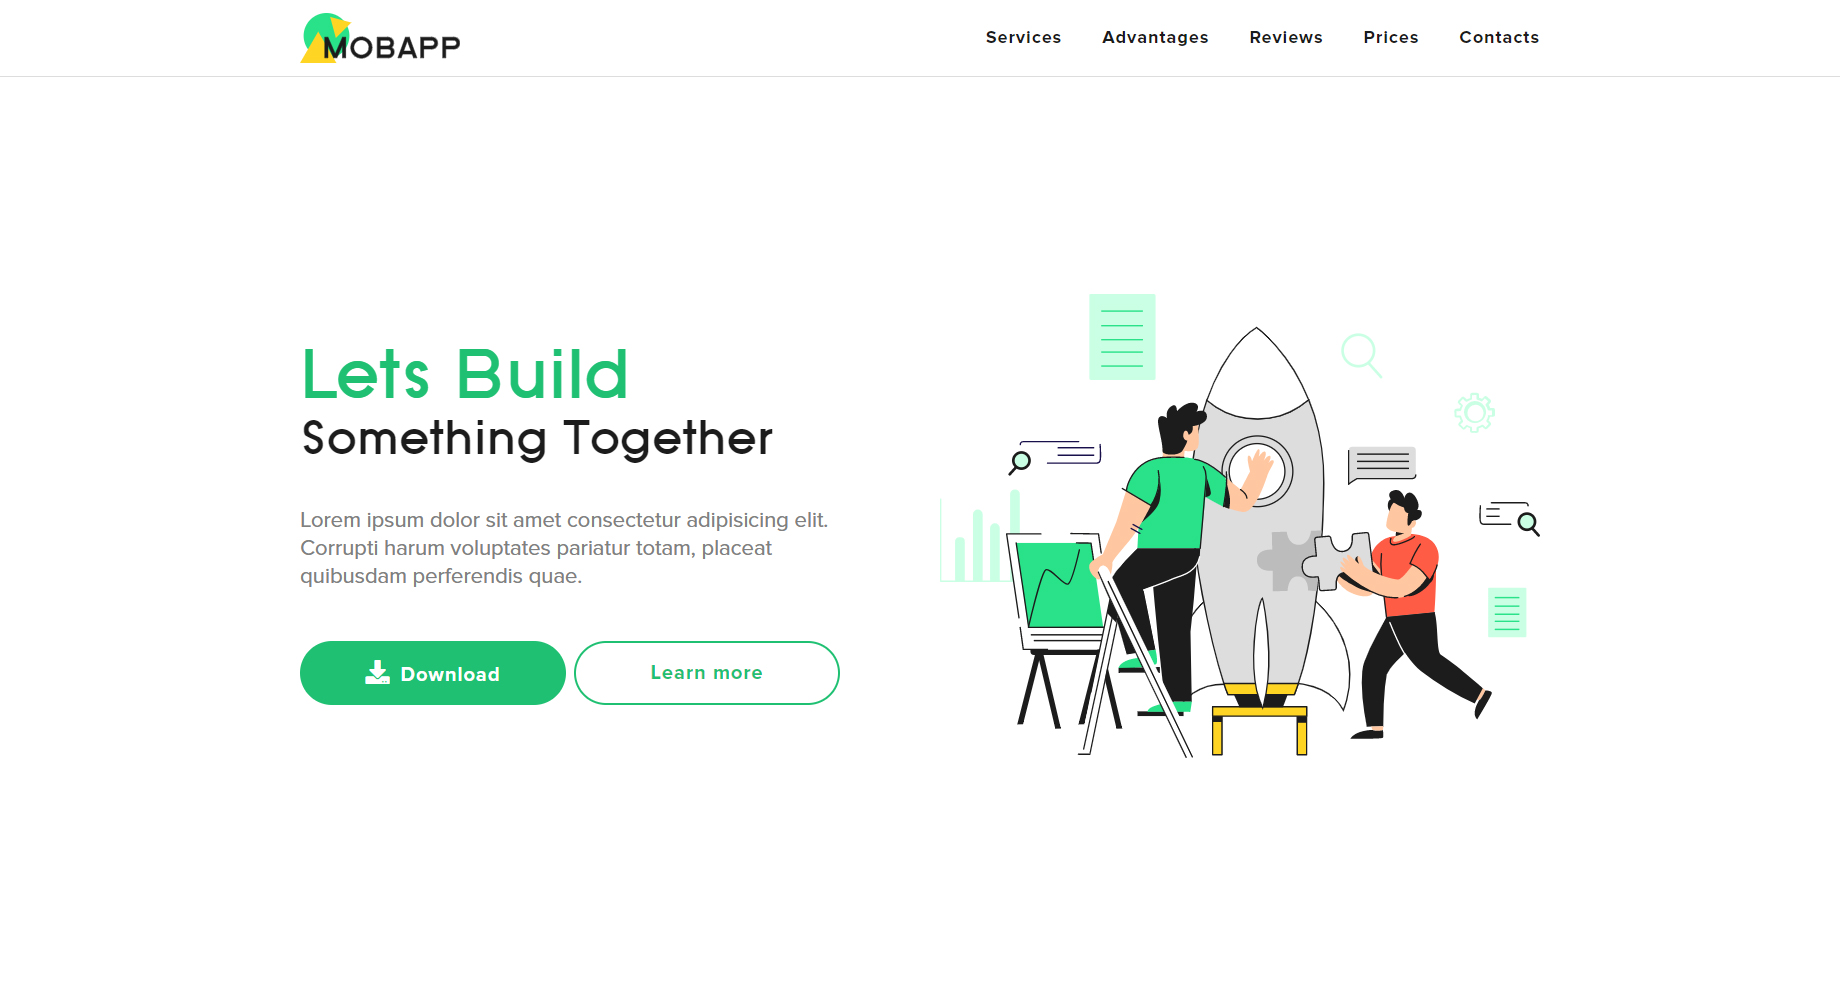 MOBAPP
Services Advantages Reviews Prices Contacts
Lets Build
Something Together
Lorem ipsum dolor sit amet consectetur adipisicing elit.
Corrupti harum voluptates pariatur totam, placeat
quibusdam perferendis quae.
Download Learn more